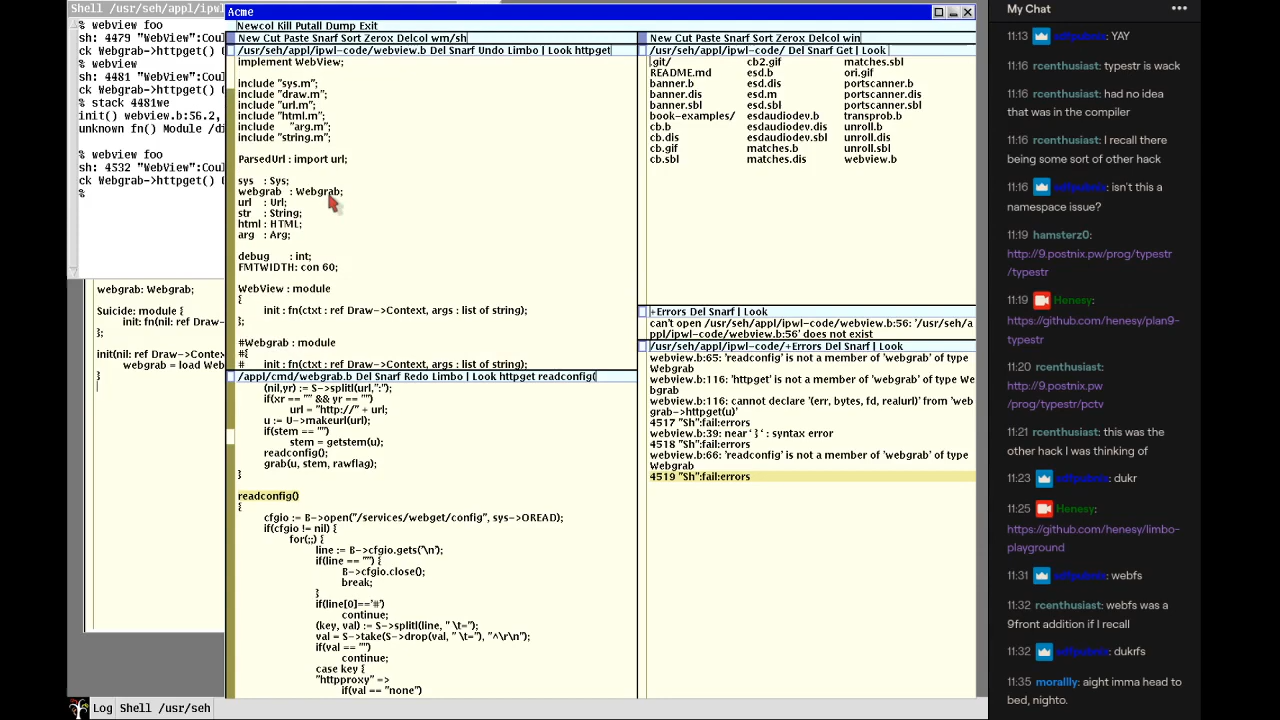 Shell /usr/seh/appl/ipwl
% webview foo
sh: 4479 "WebView":Coul
ck Webgrab->httpget() (
% webview
sh: 4481 "WebView":Coul
ck Webgrab->httpget() (
% stack 4481we
init() webview.b:56.2,
unknown fn() Module /di
% webview foo
sh: 4532 "WebView":Coul
ck Webgrab->httpget() (
%
webgrab: Webgrab;
Suicide: module {
init: fn(nil: ref Draw->
};
init(nil: ref Draw->Contex
webgrab = load Web
}
Acme
Newcol Kill Putall Dump Exit
New Cut Paste Snarf Sort Zerox Delcol wm/sh
/usr/seh/appl/ipwl-code/webview.b Del Snarf Undo Limbo | Look httpget
implement WebView;
include "sys.m";
include "draw.m";
include "url.m";
include "html.m";
include "arg.m";
include "string.m";
ParsedUrl : import url;
sys : Sys;
webgrab : Webgrab;
url : Url;
str : String;
html : HTML;
arg : Arg;
debug : int;
FMTWIDTH: con 60;
WebView : module
{
init : fn(ctxt : ref Draw->Context, args : list of string);
};
#Webgrab : module
#{
# init : fn(ctxt : ref Draw->Context, args : list of string);
/appl/cmd/webgrab.b Del Snarf Redo Limbo | Look httpget readconfig(
(nil,yr) := S->splitl(url,":");
if(xr == "" && yr == "")
url = "http://" + url;
u := U->makeurl(url);
if(stem == "")
stem = getstem(u);
readconfig();
grab(u, stem, rawflag);
}
readconfig()
{
cfgio := B->open("/services/webget/config", sys->OREAD);
if(cfgio != nil) {
for(;;) {
line := B->cfgio.gets('\n');
if(line == "") {
B->cfgio.close();
break;
}
if(line[0]=='#')
continue;
(key, val) := S->splitl(line, " \t=");
val = S->take(S->drop(val, " \t="), "^\r\n");
if(val == "")
continue;
case key {
"httpproxy" =>
if(val == "none")
New Cut Paste Snarf Sort Zerox Delcol win
/usr/seh/appl/ipwl-code/ Del Snarf Get | Look
.git/ cb2.gif matches.sbl
README.md esd.b ori.gif
banner.b esd.dis portscanner.b
banner.dis esd.m portscanner.dis
banner.sbl esd.sbl portscanner.sbl
book-examples/ esdaudiodev.b transprob.b
cb.b esdaudiodev.dis unroll.b
cb.dis esdaudiodev.sbl unroll.dis
cb.gif matches.b unroll.sbl
cb.sbl matches.dis webview.b
+Errors Del Snarf | Look
can't open /usr/seh/appl/ipwl-code/webview.b:56: '/usr/seh/a
ppl/ipwl-code/webview.b:56' does not exist
/usr/seh/appl/ipwl-code/+Errors Del Snarf | Look
webview.b:65: 'readconfig' is not a member of 'webgrab' of type
Webgrab
webview.b:116: 'httpget' is not a member of 'webgrab' of type We
bgrab
webview.b:116: cannot declare '(err, bytes, fd, realurl)' from 'web
grab->httpget(u)'
4517 "Sh":fail:errors
webview.b:39: near ` } ` : syntax error
4518 "Sh":fail:errors
webview.b:66: 'readconfig' is not a member of 'webgrab' of type
Webgrab
4519 "Sh":fail:errors
Log Shell /usr/seh
My Chat
11:13 : YAY
11:16 rcenthusiast: typestr is wack
11:16 rcenthusiast: had no idea
that was in the compiler
11:16 rcenthusiast: I recall there
being some sort of other hack
11:16 : isn't this a
namespace issue?
11:19 hamsterz0:
http://9.postnix.pw/prog/typestr
/typestr
11:19 Henesy:
https://github.com/henesy/plan9-
typestr
11:20 rcenthusiast:
http://9.postnix.pw
/prog/typestr/pctv
11:21 rcenthusiast: this was the
other hack I was thinking of
11:23 : dukr
11:25 Henesy:
https://github.com/henesy/limbo-
playground
11:31 : webfs
11:32 rcenthusiast: webfs was a
9front addition if I recall
11:32 : dukrfs
11:35 morallly: aight imma head to
bed, nighto.